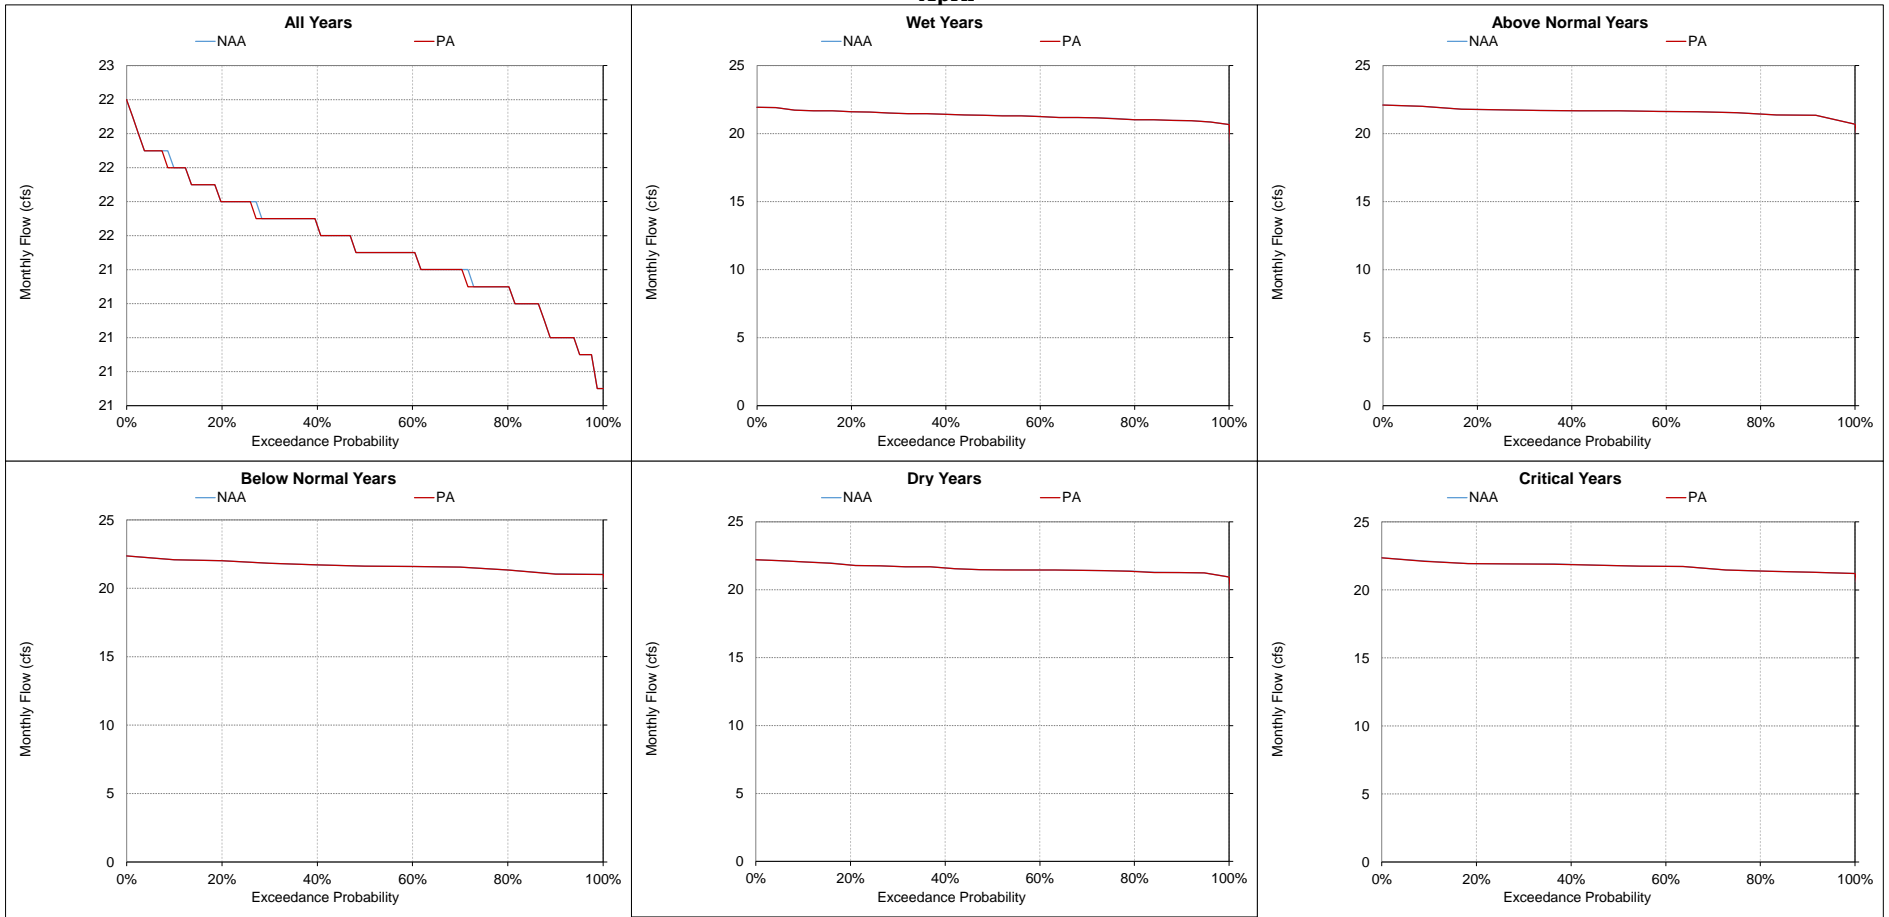 All Years
NAA PA
Monthly Flow (cfs)
23
22
22
22
22
22
21
21
21
21
21
0% 20% 40% 60% 80% 100%
Exceedance Probability
Wet Years
NAA PA
Monthly Flow (cfs)
25
20
15
10
5
0
0% 20% 40% 60% 80% 100%
Exceedance Probability
Above Normal Years
NAA PA
Monthly Flow (cfs)
25
20
15
10
5
0
0% 20% 40% 60% 80% 100%
Exceedance Probability
Below Normal Years
NAA PA
Monthly Flow (cfs)
25
20
15
10
5
0
0% 20% 40% 60% 80% 100%
Exceedance Probability
Dry Years
NAA PA
Monthly Flow (cfs)
25
20
15
10
5
0
0% 20% 40% 60% 80% 100%
Exceedance Probability
Critical Years
NAA PA
Monthly Flow (cfs)
25
20
15
10
5
0
0% 20% 40% 60% 80% 100%
Exceedance Probability